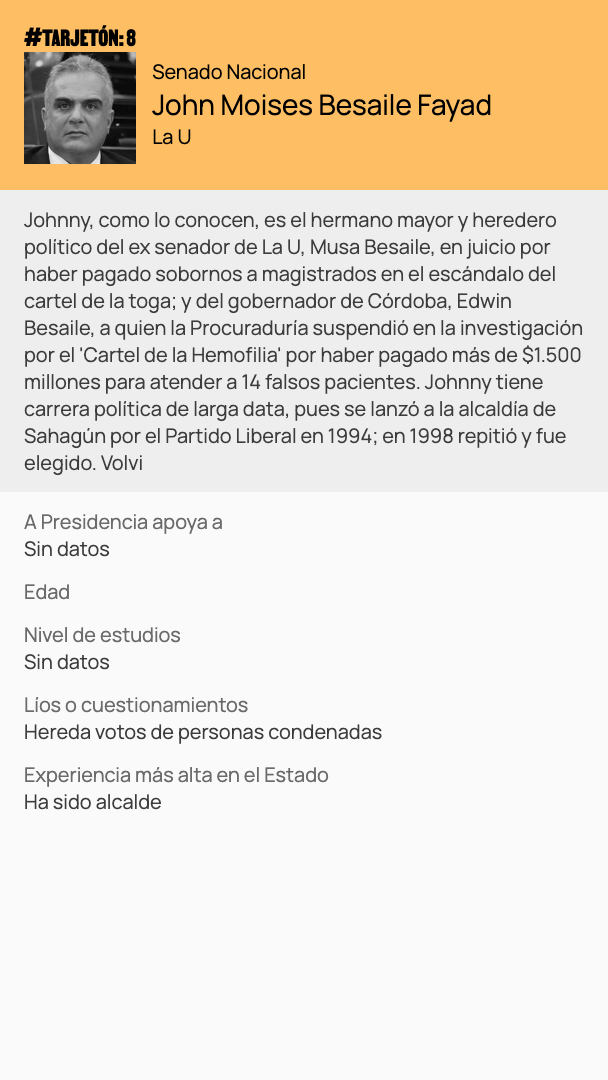 #TARJETÓN: 8
Senado Nacional
John Moises Besaile Fayad
La U
Johnny, como lo conocen, es el hermano mayor y heredero
político del ex senador de La U, Musa Besaile, en juicio por
haber pagado sobornos a magistrados en el escándalo del
cartel de la toga; y del gobernador de Córdoba, Edwin
Besaile, a quien la Procuraduría suspendió en la investigación
por el 'Cartel de la Hemofilia' por haber pagado más de $1.500
millones para atender a 14 falsos pacientes. Johnny tiene
carrera política de larga data, pues se lanzó a la alcaldía de
Sahagún por el Partido Liberal en 1994; en 1998 repitió y fue
elegido. Volvi
A Presidencia apoya a
Sin datos
Edad
Nivel de estudios
Sin datos
Líos o cuestionamientos
Hereda votos de personas condenadas
Experiencia más alta en el Estado
Ha sido alcalde